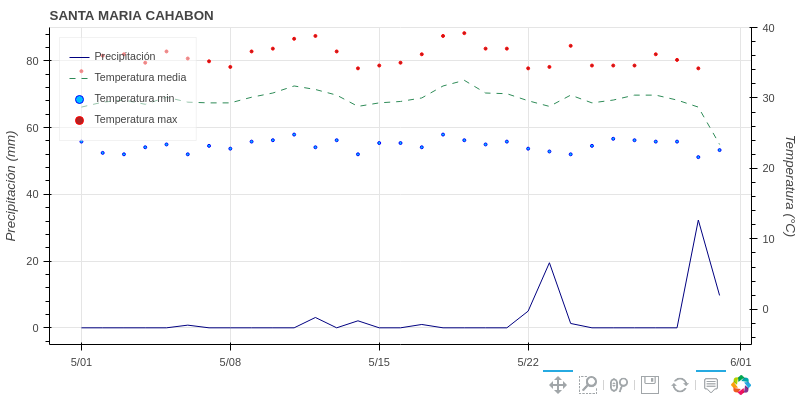 SANTA MARIA CAHABON
Precipitación
Temperatura media
Temperatura min
Temperatura max
Precipitación (mm)
80
60
40
20
0
Temperatura (°C)
40
30
20
10
0
5/01
5/08
5/15
5/22
6/01